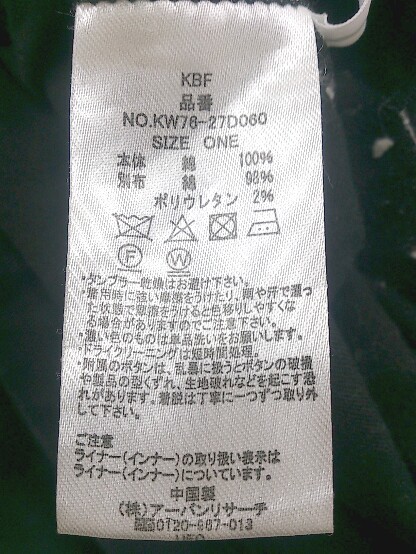 KBF
品番
NO.KW76-27D060
SIZE ONE
本体 綿 100%
別布 綿 98%
ポリウレタン 2%
F W
・タンブラー乾燥はお避け下さい。
・着用時に強い摩擦をうけたり、雨や汗で湿っ
た状態で摩擦をうけると色移りしやすくな
る場合がありますのでご注意下さい。
・濃い色のものは単品洗いをお願いします。
・ドライクリーニングは短時間処理。
・附属のボタンは、乱暴に扱うとボタンの破損
や製品の型くずれ、生地破れなどを起こす恐
れがあります。着脱は丁寧に一つずつ取り外
して下さい。
ご注意
ライナー(インナー)の取り扱い表示は
ライナー(インナー)についています。
中国製
(株)アーバンリサーチ
0120-987-013